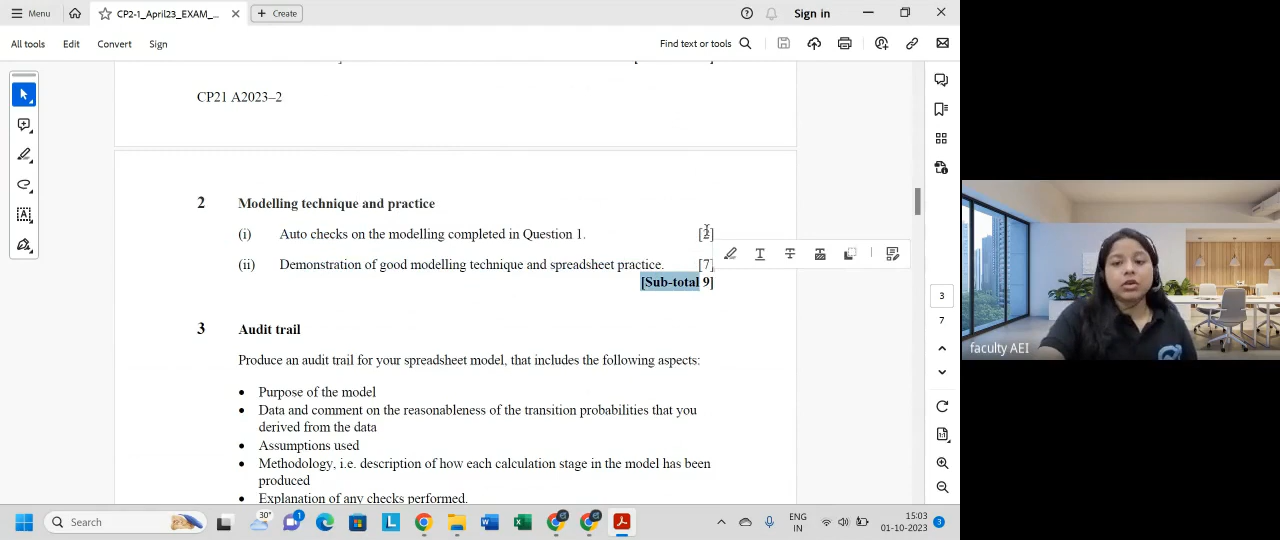 Menu
CP2-1_April23_EXAM_...
Create
Sign in
All tools
Edit
Convert
Sign
Find text or tools
CP21 A2023–2
2 Modelling technique and practice
(i) Auto checks on the modelling completed in Question 1. [2]
(ii) Demonstration of good modelling technique and spreadsheet practice. [7]
[Sub-total 9]
3 Audit trail
Produce an audit trail for your spreadsheet model, that includes the following aspects:
• Purpose of the model
• Data and comment on the reasonableness of the transition probabilities that you
derived from the data
• Assumptions used
• Methodology, i.e. description of how each calculation stage in the model has been
produced
• Explanation of any checks performed.
3
7
faculty AEI
Search
30°
ENG
IN
15:03
01-10-2023
3